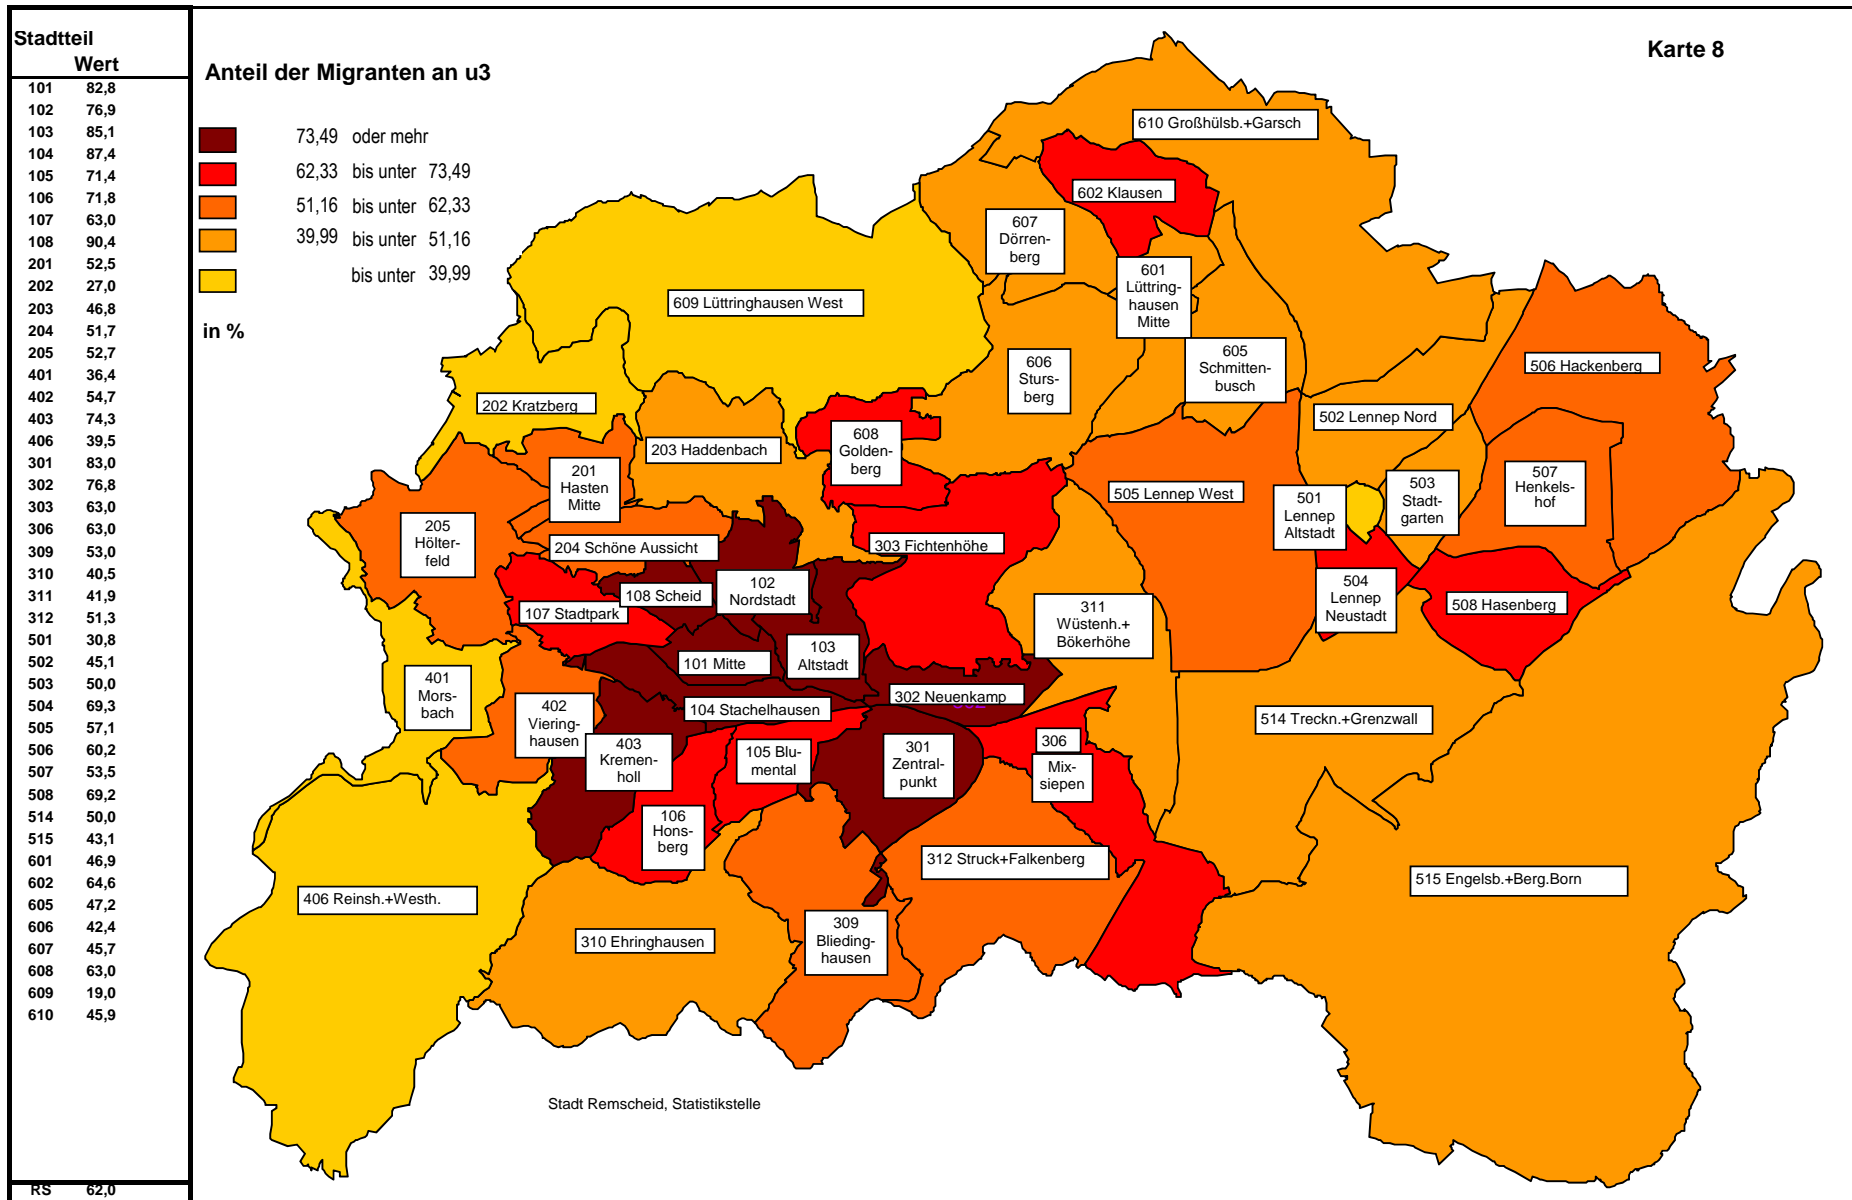 Stadtteil
Wert
101 82,8
102 76,9
103 85,1
104 87,4
105 71,4
106 71,8
107 63,0
108 90,4
201 52,5
202 27,0
203 46,8
204 51,7
205 52,7
401 36,4
402 54,7
403 74,3
406 39,5
301 83,0
302 76,8
303 63,0
306 63,0
309 53,0
310 40,5
311 41,9
312 51,3
501 30,8
502 45,1
503 50,0
504 69,3
505 57,1
506 60,2
507 53,5
508 69,2
514 50,0
515 43,1
601 46,9
602 64,6
605 47,2
606 42,4
607 45,7
608 63,0
609 19,0
610 45,9
RS 62,0
Anteil der Migranten an u3
73,49 oder mehr
62,33 bis unter 73,49
51,16 bis unter 62,33
39,99 bis unter 51,16
bis unter 39,99
in %
Karte 8
610 Großhülsb.+Garsch
602 Klausen
607
Dörren-
berg
601
Lüttring-
hausen
Mitte
609 Lüttringhausen West
605
Schmitten-
busch
606
Sturs-
berg
506 Hackenberg
202 Kratzberg
502 Lennep Nord
203 Haddenbach
608
Golden-
berg
201
Hasten
Mitte
507
Henkels-
hof
505 Lennep West
501
Lennep
Altstadt
503
Stadt-
garten
205
Hölter-
feld
204 Schöne Aussicht
303 Fichtenhöhe
102
Nordstadt
108 Scheid
107 Stadtpark
504
Lennep
Neustadt
508 Hasenberg
311
Wüstenh.+
Bökerhöhe
103
Altstadt
101 Mitte
401
Mors-
bach
302 Neuenkamp
302
402
Viering-
hausen
104 Stachelhausen
514 Treckn.+Grenzwall
403
Kremen-
holl
105 Blu-
mental
301
Zentral-
punkt
306
Mix-
siepen
106
Hons-
berg
312 Struck+Falkenberg
515 Engelsb.+Berg.Born
406 Reinsh.+Westh.
310 Ehringhausen
309
Blieding-
hausen
Stadt Remscheid, Statistikstelle